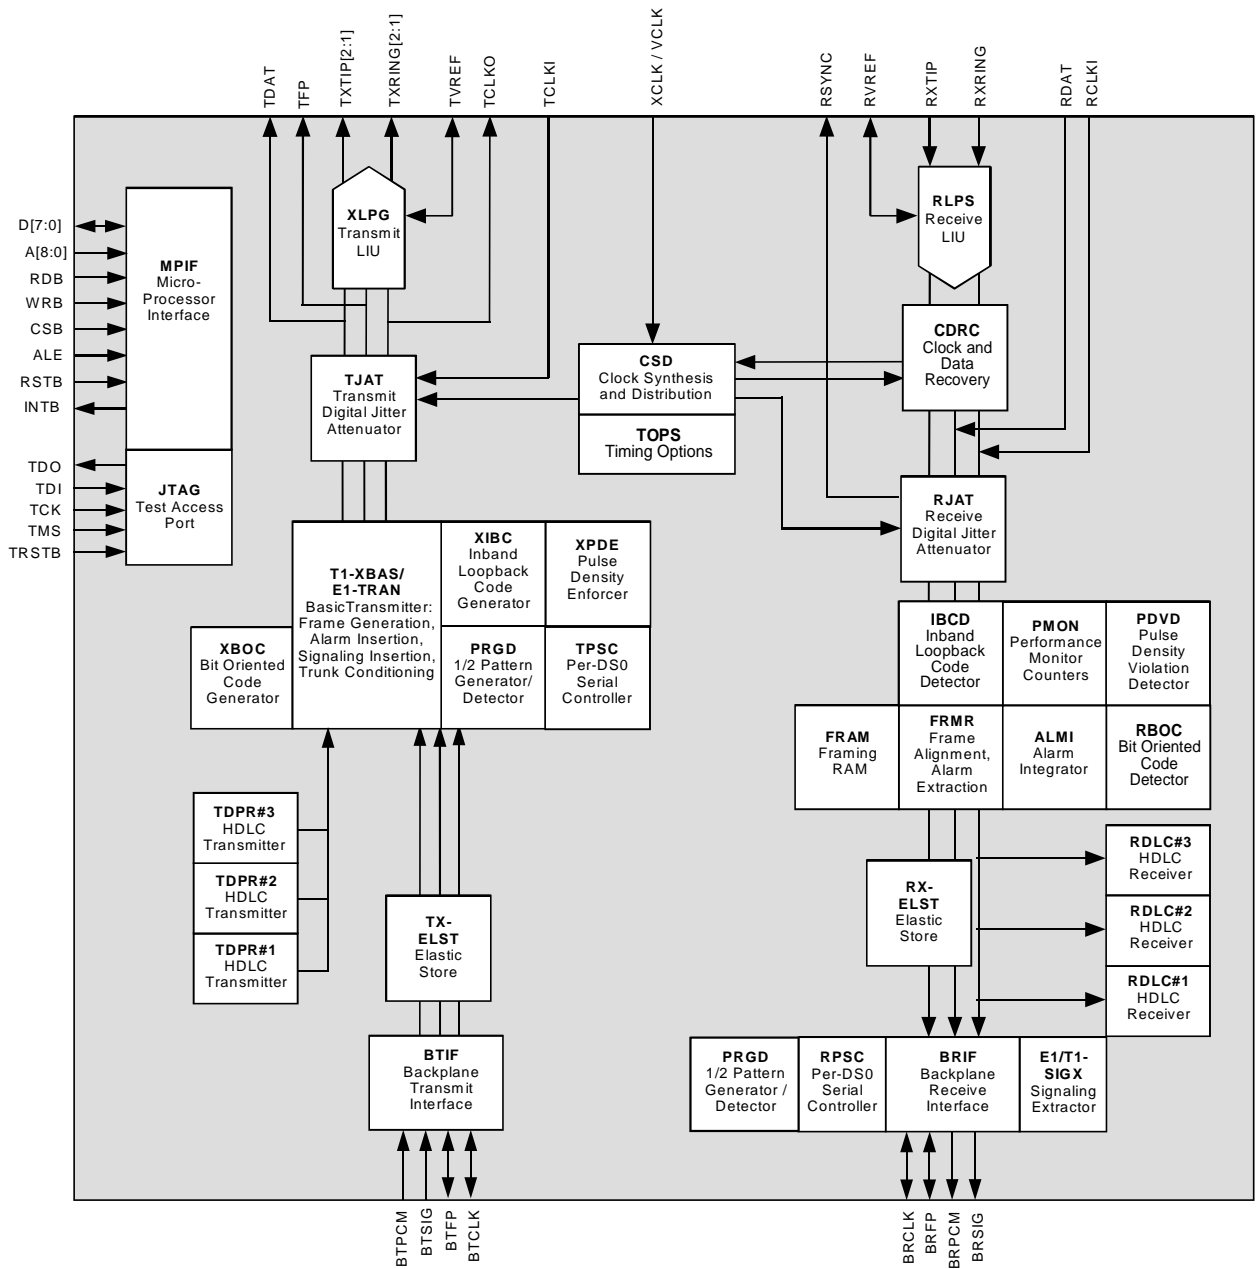 TDAT
TFP
TXTIP[2:1]
TXRING[2:1]
TVREF
TCLKO
TCLKI
XCLK / VCLK
RSYNC
RVREF
RXTIP
RXRING
RDAT
RCLKI
D[7:0]
A[8:0]
RDB
WRB
CSB
ALE
RSTB
INTB
TDO
TDI
TCK
TMS
TRSTB
MPIF
Micro-
Processor
Interface
JTAG
Test Access
Port
XLPG
Transmit
LIU
RLPS
Receive
LIU
TJAT
Transmit
Digital Jitter
Attenuator
CSD
Clock Synthesis
and Distribution
TOPS
Timing Options
CDRC
Clock and
Data
Recovery
RJAT
Receive
Digital Jitter
Attenuator
XBOC
Bit Oriented
Code
Generator
T1-XBAS/
E1-TRAN
BasicTransmitter:
Frame Generation,
Alarm Insertion,
Signaling Insertion,
Trunk Conditioning
XIBC
Inband
Loopback
Code
Generator
XPDE
Pulse
Density
Enforcer
PRGD
1/2 Pattern
Generator/
Detector
TPSC
Per-DS0
Serial
Controller
IBCD
Inband
Loopback
Code
Detector
PMON
Performance
Monitor
Counters
PDVD
Pulse
Density
Violation
Detector
FRAM
Framing
RAM
FRMR
Frame
Alignment,
Alarm
Extraction
ALMI
Alarm
Integrator
RBOC
Bit Oriented
Code
Detector
TDPR#3
HDLC
Transmitter
TDPR#2
HDLC
Transmitter
TDPR#1
HDLC
Transmitter
TX-
ELST
Elastic
Store
RX-
ELST
Elastic
Store
RDLC#3
HDLC
Receiver
RDLC#2
HDLC
Receiver
RDLC#1
HDLC
Receiver
BTIF
Backplane
Transmit
Interface
PRGD
1/2 Pattern
Generator /
Detector
RPSC
Per-DS0
Serial
Controller
BRIF
Backplane
Receive
Interface
E1/T1-
SIGX
Signaling
Extractor
BTPCM
BTSIG
BTFP
BTCLK
BRCLK
BRFP
BRPCM
BRSIG